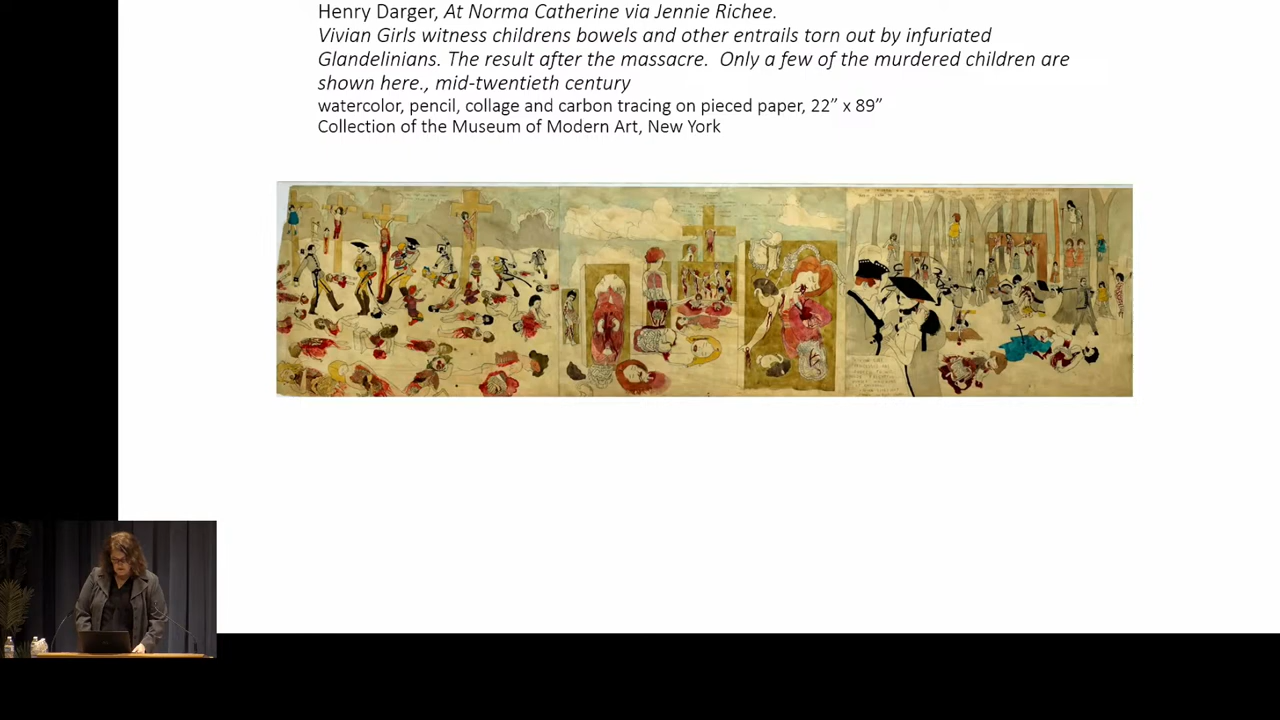 Henry Darger, At Norma Catherine via Jennie Richee.
Vivian Girls witness childrens bowels and other entrails torn out by infuriated
Glandelinians. The result after the massacre.  Only a few of the murdered children are
shown here., mid-twentieth century
watercolor, pencil, collage and carbon tracing on pieced paper, 22” x 89”
Collection of the Museum of Modern Art, New York